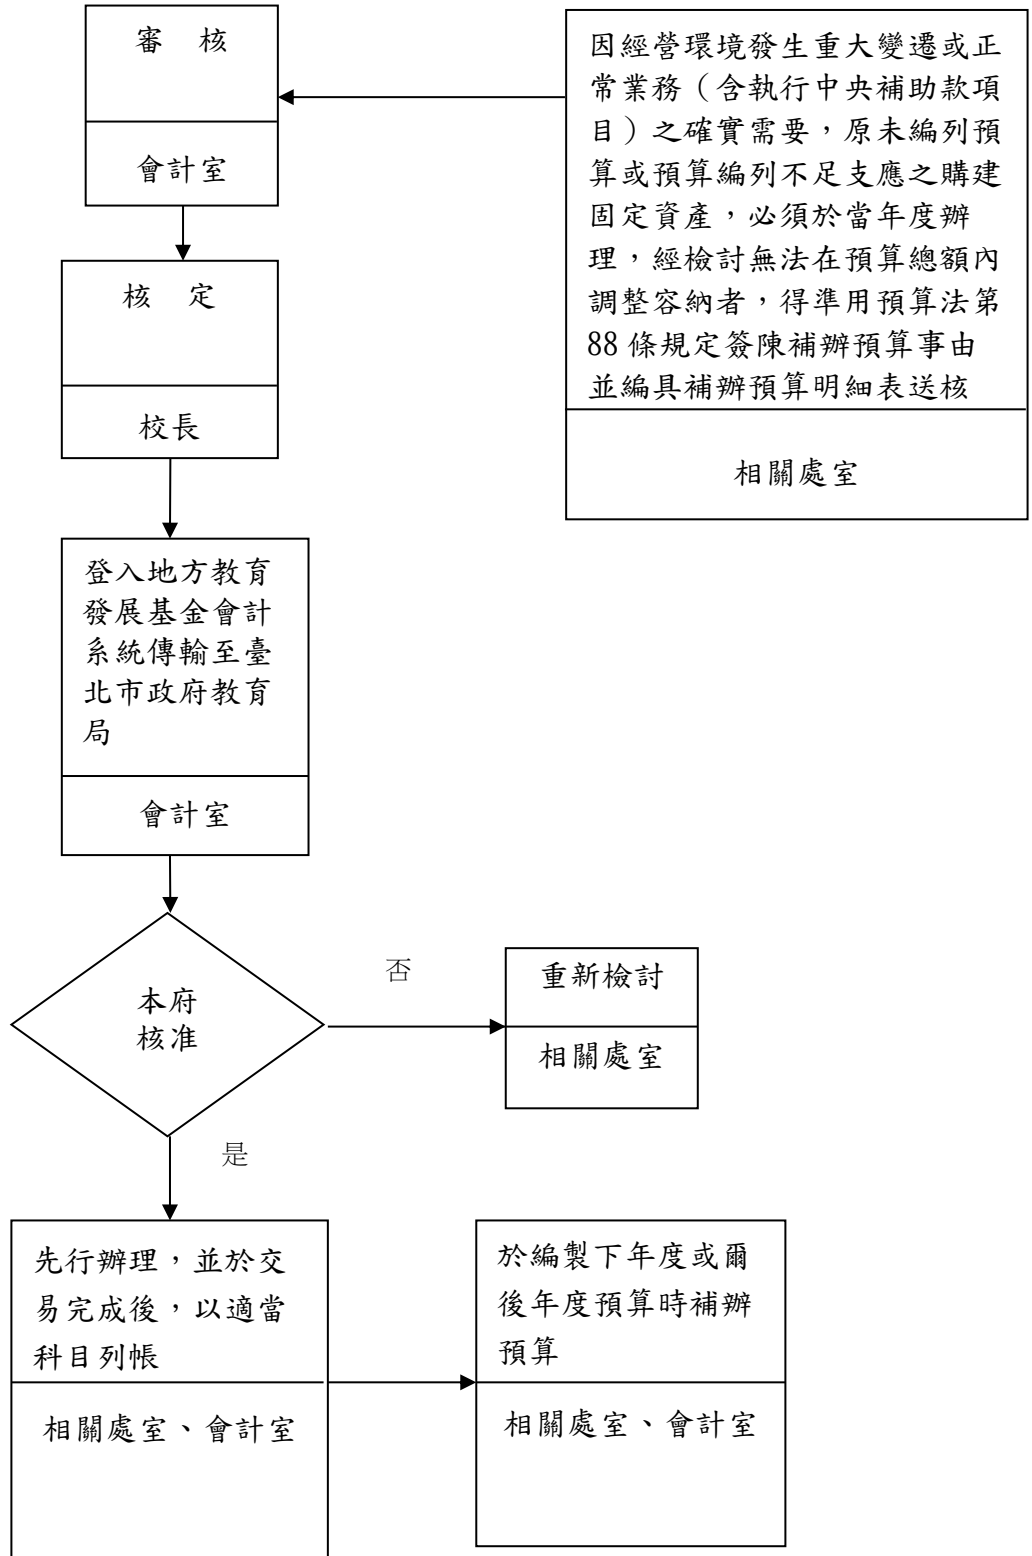 審　核
會計室
因經營環境發生重大變遷或正
常業務（含執行中央補助款項
目）之確實需要，原未編列預
算或預算編列不足支應之購建
固定資產，必須於當年度辦
理，經檢討無法在預算總額內
調整容納者，得準用預算法第
88 條規定簽陳補辦預算事由
並編具補辦預算明細表送核
相關處室
核　定
校長
登入地方教育
發展基金會計
系統傳輸至臺
北市政府教育
局
會計室
本府
核准
否
重新檢討
相關處室
是
先行辦理，並於交
易完成後，以適當
科目列帳
相關處室、會計室
於編製下年度或爾
後年度預算時補辦
預算
相關處室、會計室